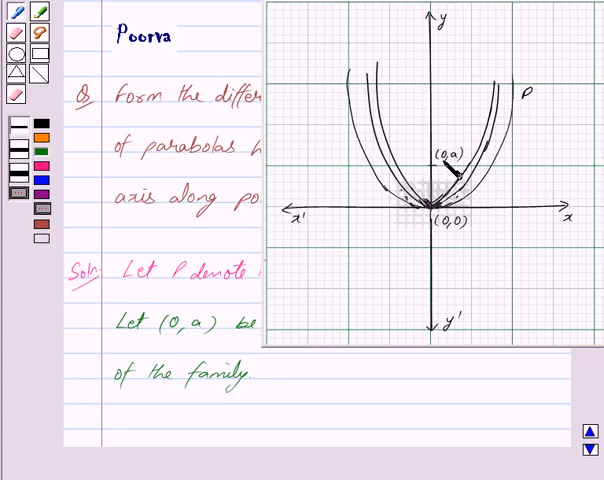 Poorva
Q Form the differ
of parabolas h
axis along po
Soln: Let P denote
Let (0, a) be
of the family.
y
P
(0,a)
x'
(0,0)
x
y'